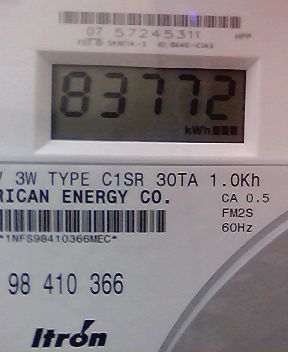 07 57245311
83772
kWh
3W TYPE C1SR 30TA 1.0Kh
RICAN ENERGY CO.
CA 0.5
FM2S
60Hz
*1NFS98410366MEC*
98 410 366
Itrón